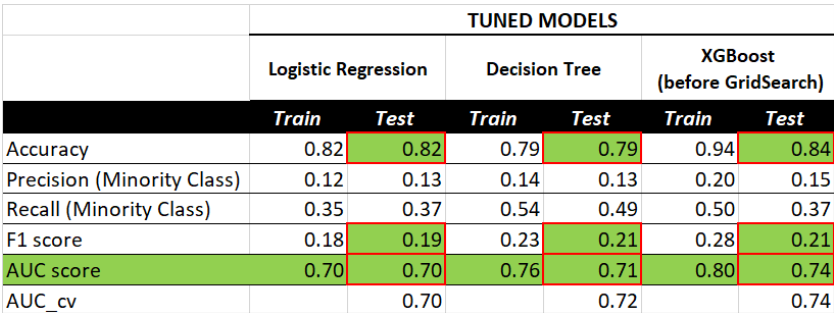 TUNED MODELS
Logistic Regression Decision Tree XGBoost
(before GridSearch)
Train Test Train Test Train Test
Accuracy 0.82 0.82 0.79 0.79 0.94 0.84
Precision (Minority Class) 0.12 0.13 0.14 0.13 0.20 0.15
Recall (Minority Class) 0.35 0.37 0.54 0.49 0.50 0.37
F1 score 0.18 0.19 0.23 0.21 0.28 0.21
AUC score 0.70 0.70 0.76 0.71 0.80 0.74
AUC_cv 0.70 0.72 0.74